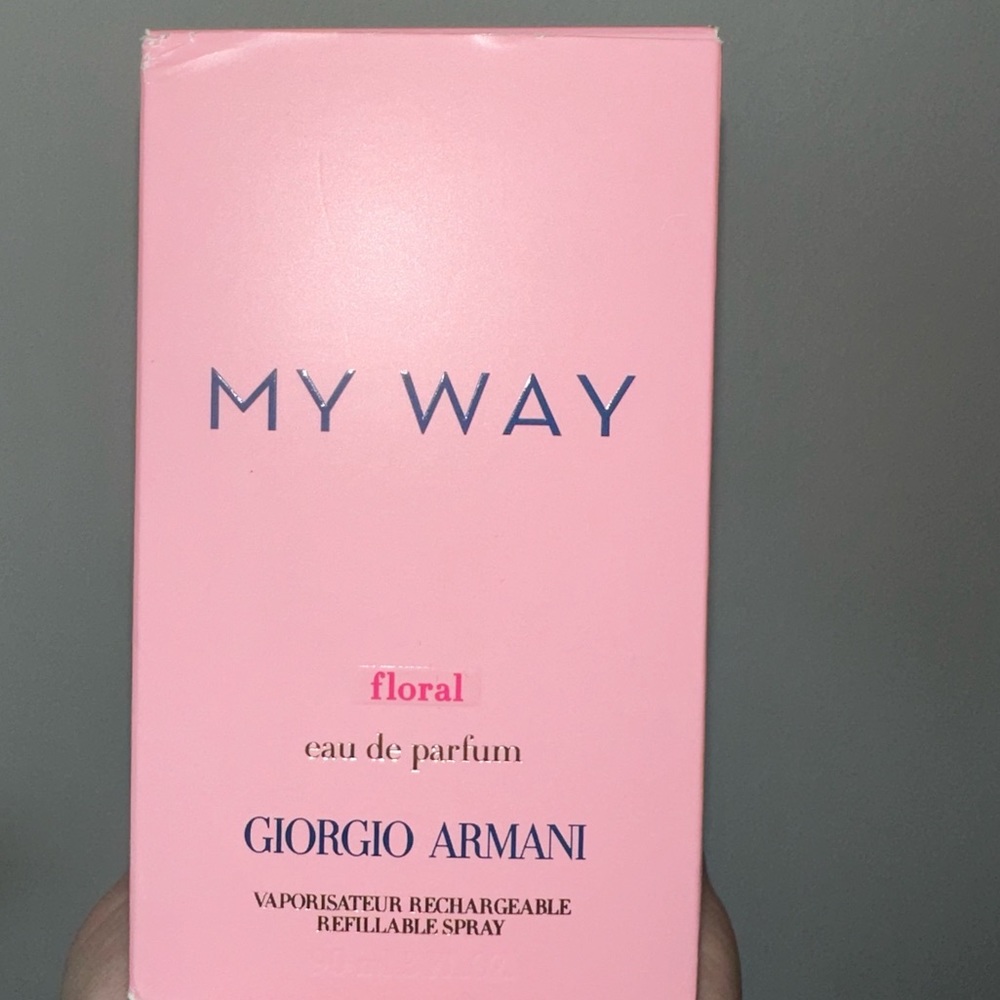 MY WAY
floral
eau de parfum
GIORGIO ARMANI
VAPORISATEUR RECHARGEABLE
REFILLABLE SPRAY